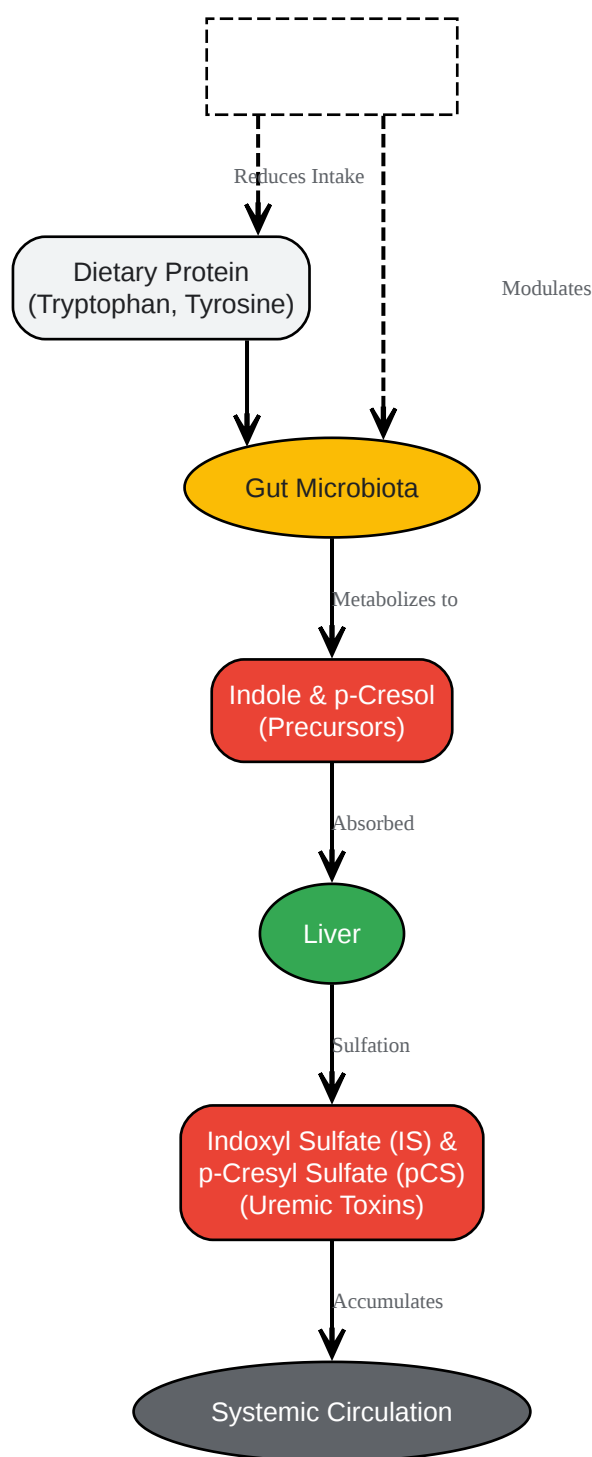 Reduces Intake
Dietary Protein
(Tryptophan, Tyrosine)
Modulates
Gut Microbiota
Metabolizes to
Indole & p-Cresol
(Precursors)
Absorbed
Liver
Sulfation
Indoxyl Sulfate (IS) &
p-Cresyl Sulfate (pCS)
(Uremic Toxins)
Accumulates
Systemic Circulation